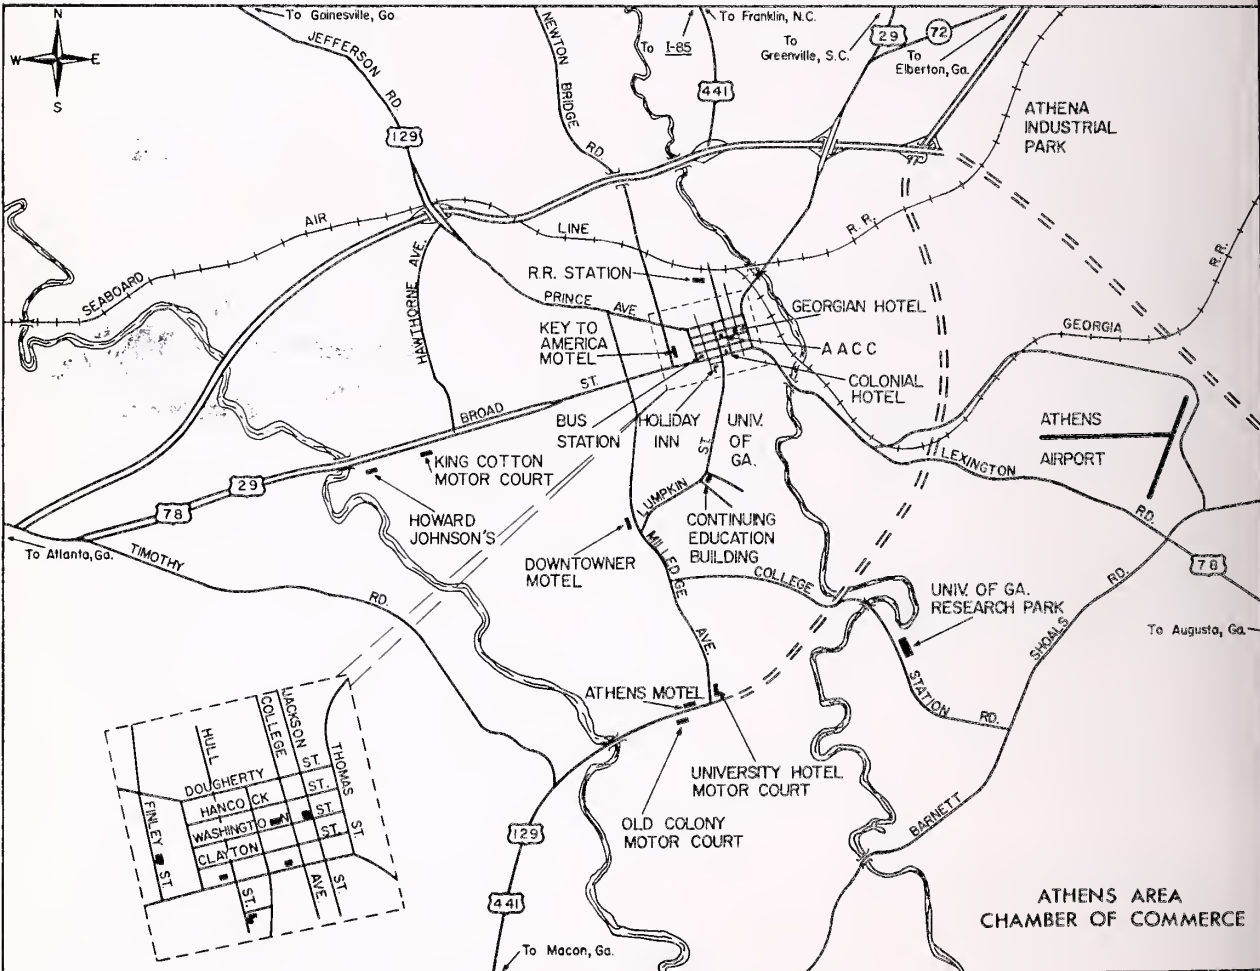 N
W
E
S
To Gainesville, Ga
JEFFERSON RD.
129
NEWTON BRIDGE RD.
To I-85
To Franklin, N.C.
441
To Greenville, S.C.
29
72
To Elberton, Ga.
ATHENA
INDUSTRIAL
PARK
SEABOARD AIR LINE R.R.
HAWTHORNE AVE.
R.R. STATION
PRINCE AVE
KEY TO
AMERICA
MOTEL
GEORGIAN HOTEL
AACC
COLONIAL
HOTEL
GEORGIA R.R.
BROAD ST.
BUS
STATION
HOLIDAY
INN
UNIV.
OF
GA.
ATHENS
AIRPORT
KING COTTON
MOTOR COURT
29
78
HOWARD
JOHNSON'S
LUMPKIN ST.
CONTINUING
EDUCATION
BUILDING
LEXINGTON RD.
78
To Atlanta, Ga.
TIMOTHY RD.
DOWNTOWNER
MOTEL
MILLEDGE AVE.
COLLEGE STATION RD.
UNIV. OF GA.
RESEARCH PARK
BARNETT SHOALS RD.
To Augusta, Ga.
ATHENS MOTEL
UNIVERSITY HOTEL
MOTOR COURT
OLD COLONY
MOTOR COURT
129
441
To Macon, Ga.
HULL ST.
COLLEGE AVE.
JACKSON ST.
THOMAS ST.
DOUGHERTY ST.
HANCOCK ST.
WASHINGTON ST.
CLAYTON ST.
FINLEY ST.
ATHENS AREA
CHAMBER OF COMMERCE